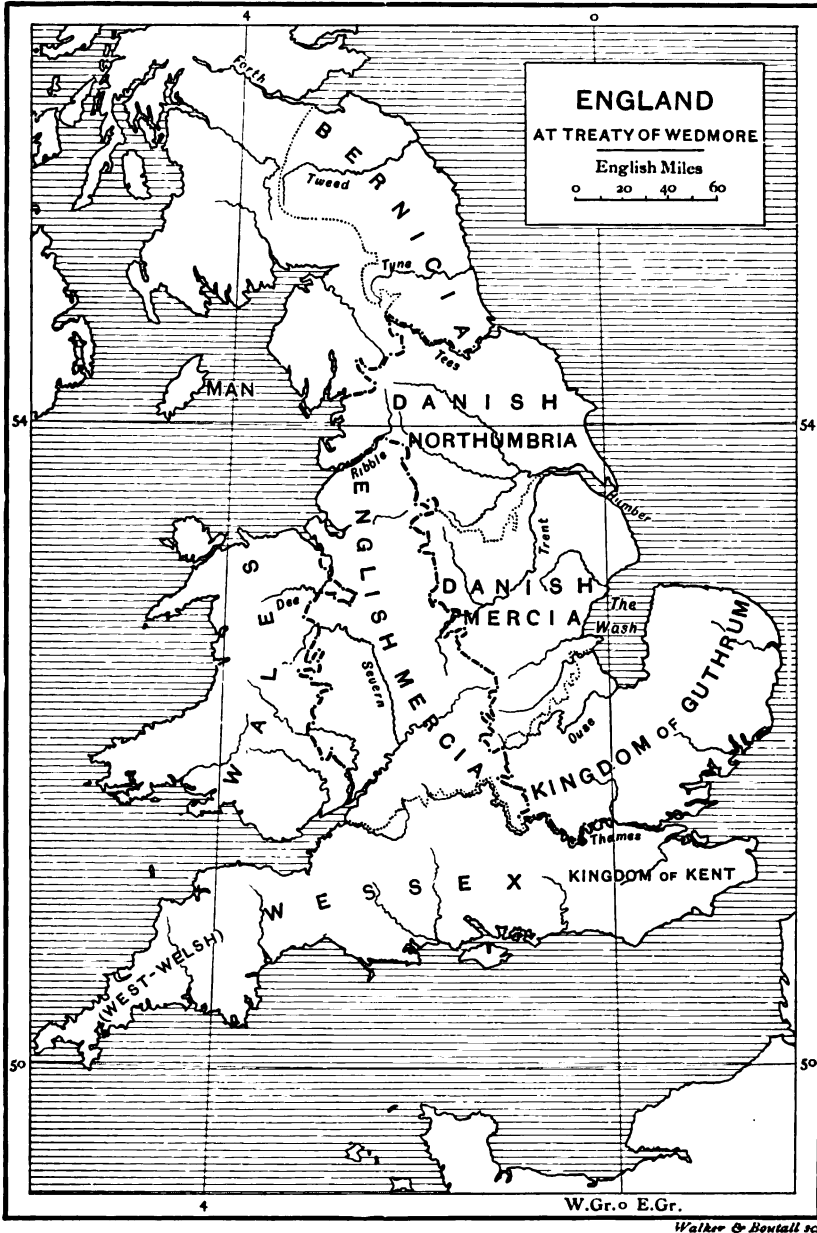 4
0
ENGLAND
AT TREATY OF WEDMORE
English Miles
0 20 40 60
Forth
BERNICIA
Tweed
Tyne
Tees
MAN
DANISH
54
54
NORTHUMBRIA
Ribble
Humber
ENGLISH MERCIA
Trent
DANISH
MERCIA
The
Wash
WALES
Dee
Severn
Ouse
KINGDOM OF GUTHRUM
Thames
WESSEX
KINGDOM OF KENT
(WEST-WELSH)
50
50
4
W.Gr. 0 E.Gr.
Walker & Boutall sc